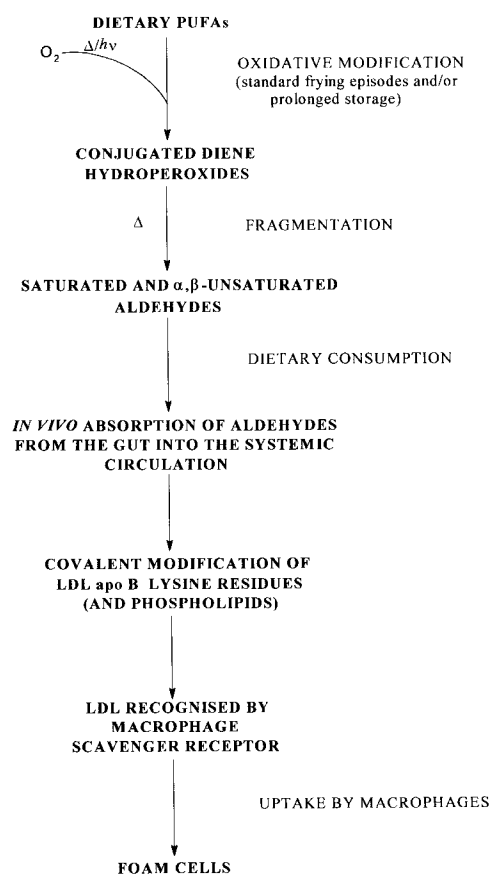 DIETARY PUFAs
O2
Δ/hν
OXIDATIVE MODIFICATION
(standard frying episodes and/or
prolonged storage)
CONJUGATED DIENE
HYDROPEROXIDES
Δ
FRAGMENTATION
SATURATED AND α,β-UNSATURATED
ALDEHYDES
DIETARY CONSUMPTION
IN VIVO ABSORPTION OF ALDEHYDES
FROM THE GUT INTO THE SYSTEMIC
CIRCULATION
COVALENT MODIFICATION OF
LDL apo B LYSINE RESIDUES
(AND PHOSPHOLIPIDS)
LDL RECOGNISED BY
MACROPHAGE
SCAVENGER RECEPTOR
UPTAKE BY MACROPHAGES
FOAM CELLS